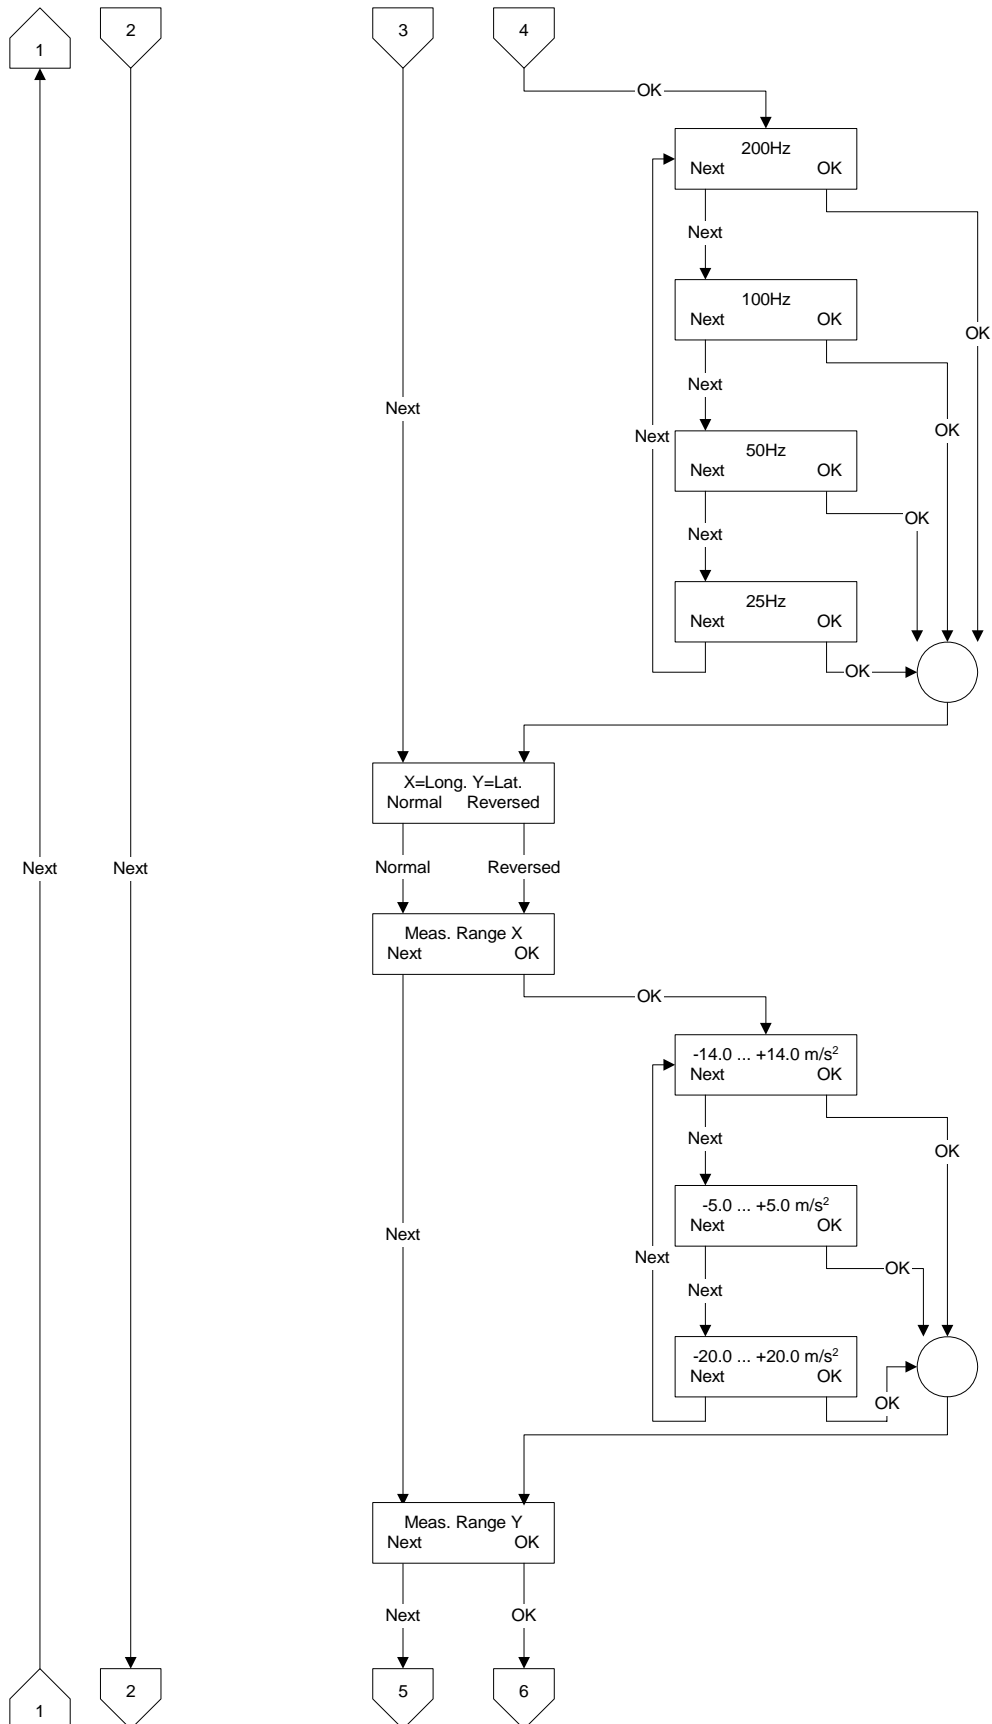 1
2
3
4
OK
200Hz
Next OK
Next
OK
100Hz
Next OK
Next
OK
Next
Next
50Hz
Next OK
OK
Next
25Hz
Next OK
OK
X=Long. Y=Lat.
Normal Reversed
Next
Next
Normal
Reversed
Meas. Range X
Next OK
OK
-14.0 ... +14.0 m/s²
Next OK
Next
OK
-5.0 ... +5.0 m/s²
Next OK
Next
Next
OK
Next
-20.0 ... +20.0 m/s²
Next OK
OK
Meas. Range Y
Next OK
Next
OK
1
2
5
6